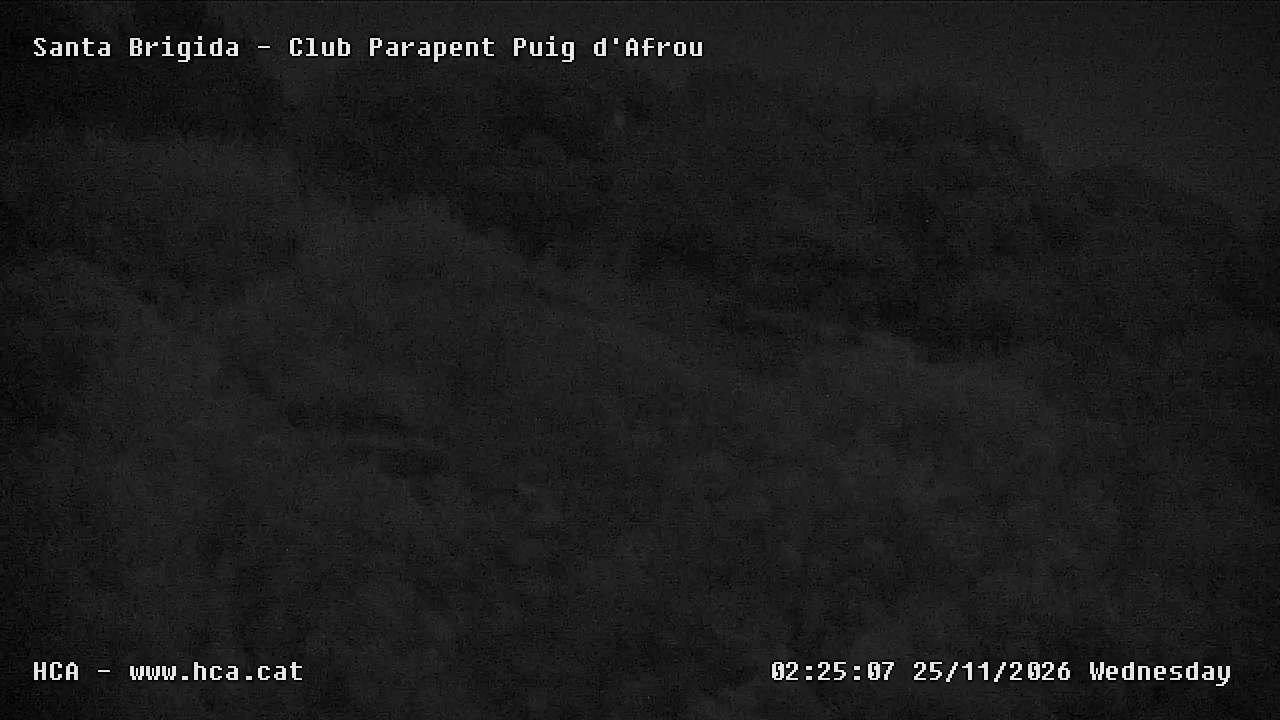 Santa Brigida - Club Parapent Puig d'Afrou
HCA - www.hca.cat
02:25:07 25/11/2026 Wednesday